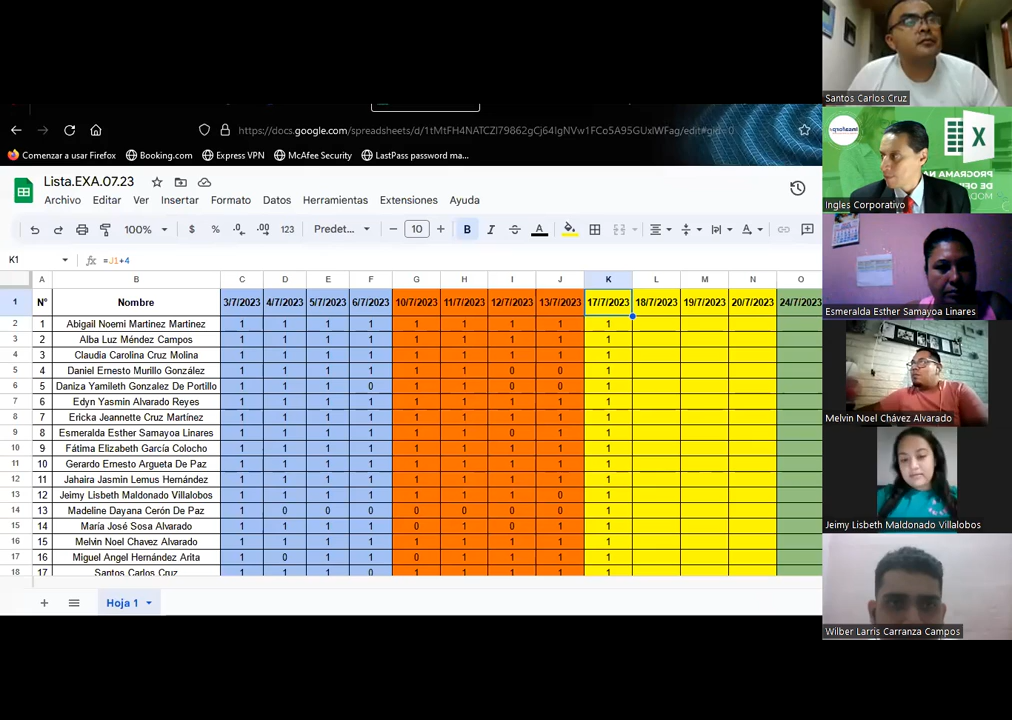 https://docs.google.com/spreadsheets/d/1tMtFH4NATCZl79862gCj64IgNVw1FCo5A95GUxlWFag/edit#gid=0
Comenzar a usar Firefox Booking.com Express VPN McAfee Security LastPass password ma...
Lista.EXA.07.23
Archivo Editar Ver Insertar Formato Datos Herramientas Extensiones Ayuda
100% $ % .0 .00 123 Predet... − 10 + B I S A A
K1 fx =J1+4
A B C D E F G H I J K L M N O
1 N° Nombre 3/7/2023 4/7/2023 5/7/2023 6/7/2023 10/7/2023 11/7/2023 12/7/2023 13/7/2023 17/7/2023 18/7/2023 19/7/2023 20/7/2023 24/7/2023
2 1 Abigail Noemi Martinez Martinez 1 1 1 1 1 1 1 1 1
3 2 Alba Luz Méndez Campos 1 1 1 1 1 1 1 1 1
4 3 Claudia Carolina Cruz Molina 1 1 1 1 1 1 1 1 1
5 4 Daniel Ernesto Murillo González 1 1 1 1 1 1 0 0 1
6 5 Daniza Yamileth Gonzalez De Portillo 1 1 1 0 1 1 1 1 1
7 6 Edyn Yasmin Alvarado Reyes 1 1 1 1 1 1 1 1 1
8 7 Ericka Jeannette Cruz Martínez 1 1 1 1 1 1 1 1 1
9 8 Esmeralda Esther Samayoa Linares 1 1 1 1 1 1 0 1 1
10 9 Fátima Elizabeth García Colocho 1 1 1 1 1 1 1 1 1
11 10 Gerardo Ernesto Argueta De Paz 1 1 1 1 1 1 1 1 1
12 11 Jahaira Jasmin Lemus Hernández 1 1 1 1 1 1 1 1 1
13 12 Jeimy Lisbeth Maldonado Villalobos 1 1 1 1 1 1 1 0 1
14 13 Madeline Dayana Cerón De Paz 1 0 0 0 0 0 0 0 1
15 14 María José Sosa Alvarado 1 1 1 1 0 1 0 1 1
16 15 Melvin Noel Chavez Alvarado 1 1 1 1 1 1 1 1 1
17 16 Miguel Angel Hernández Arita 1 0 1 1 0 1 1 1 1
18 17 Santos Carlos Cruz 1 1 1 0 1 1 1 1 1
Hoja 1
Santos Carlos Cruz
X
PROGRAMA NA
DE OFI
MOD
Ingles Corporativo
Esmeralda Esther Samayoa Linares
Melvin Noel Chávez Alvarado
Jeimy Lisbeth Maldonado Villalobos
Wilber Larris Carranza Campos